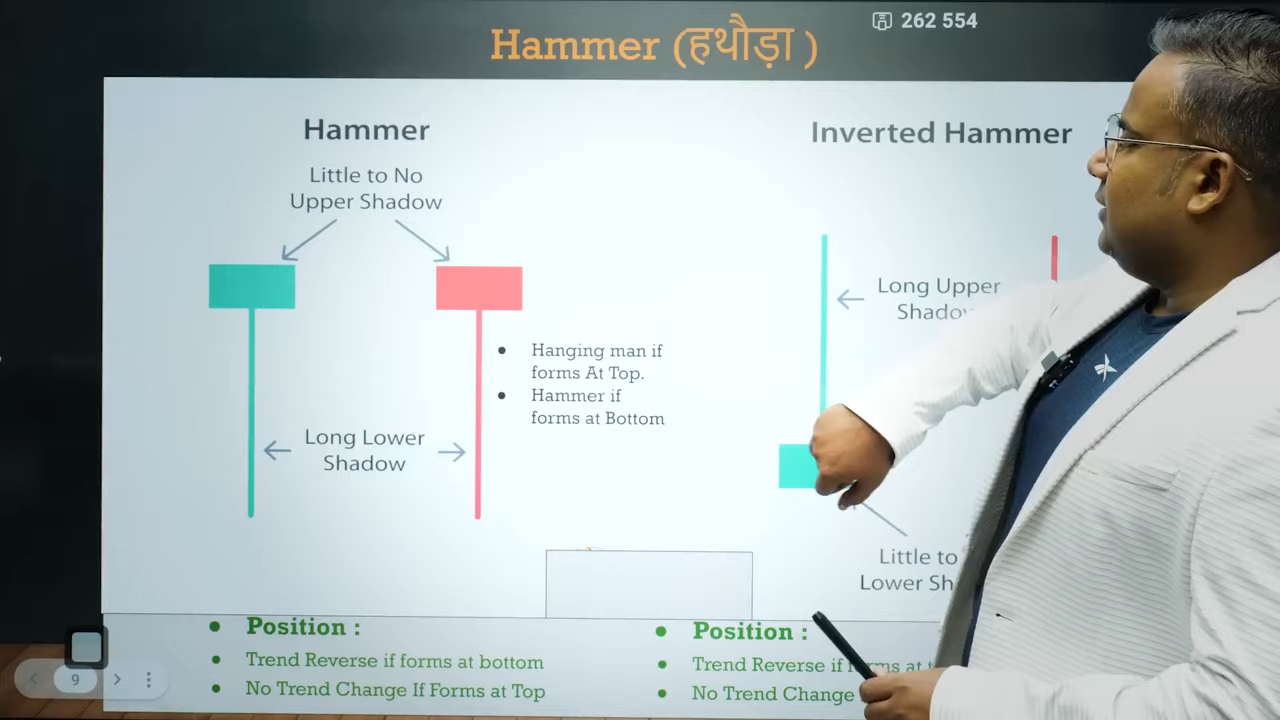 Hammer (हथौड़ा )
262 554
Hammer
Little to No
Upper Shadow
Long Lower
Shadow
Hanging man if
forms At Top.
Hammer if
forms at Bottom
Inverted Hammer
Long Upper
Little to
Lower
Position :
Trend Reverse if forms at bottom
No Trend Change If Forms at Top
Position :
Trend Reverse if
No Trend Change
9